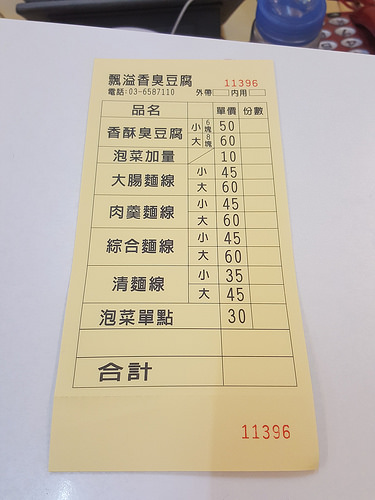 飄溢香臭豆腐
11396
電話:03-6587110 外帶 內用
品名 單價 份數
香酥臭豆腐 小 6塊 50
大 8塊 60
泡菜加量 10
大腸麵線 小 45
大 60
肉羹麵線 小 45
大 60
綜合麵線 小 45
大 60
清麵線 小 35
大 45
泡菜單點 30
合計
11396